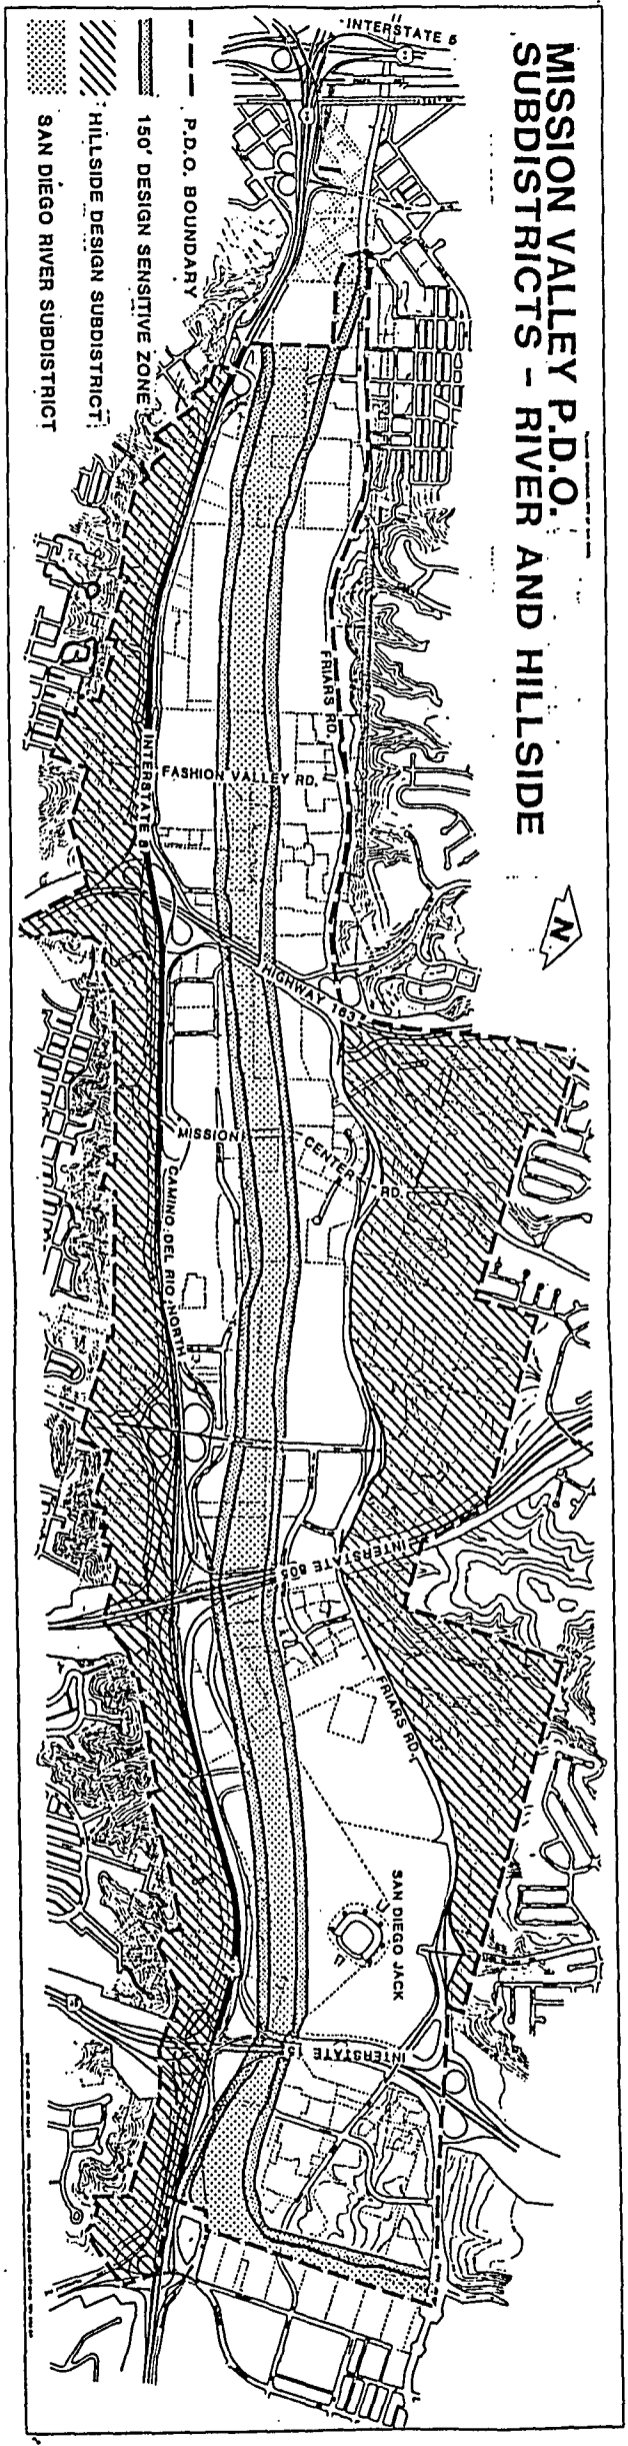 MISSION VALLEY P.D.O.
SUBDISTRICTS - RIVER AND HILLSIDE
N
INTERSTATE 5
8
FRIARS RD.
FASHION VALLEY RD.
INTERSTATE 8
HIGHWAY 163
MISSION
CENTER
RD.
CAMINO DEL RIO NORTH
INTERSTATE 805
FRIARS RD.
SAN DIEGO JACK
INTERSTATE 15
P.D.O. BOUNDARY
150' DESIGN SENSITIVE ZONE
HILLSIDE DESIGN SUBDISTRICT
SAN DIEGO RIVER SUBDISTRICT